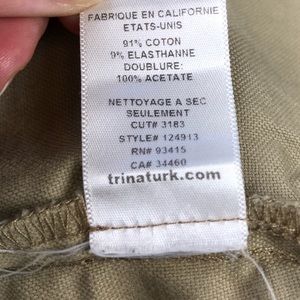 FABRIQUE EN CALIFORNIE
ETATS-UNIS
91% COTON
9% ELASTHANNE
DOUBLURE:
100% ACETATE
NETTOYAGE A SEC
SEULEMENT
CUT# 3183
STYLE# 124913
RN# 93415
CA# 34460
trinaturk.com